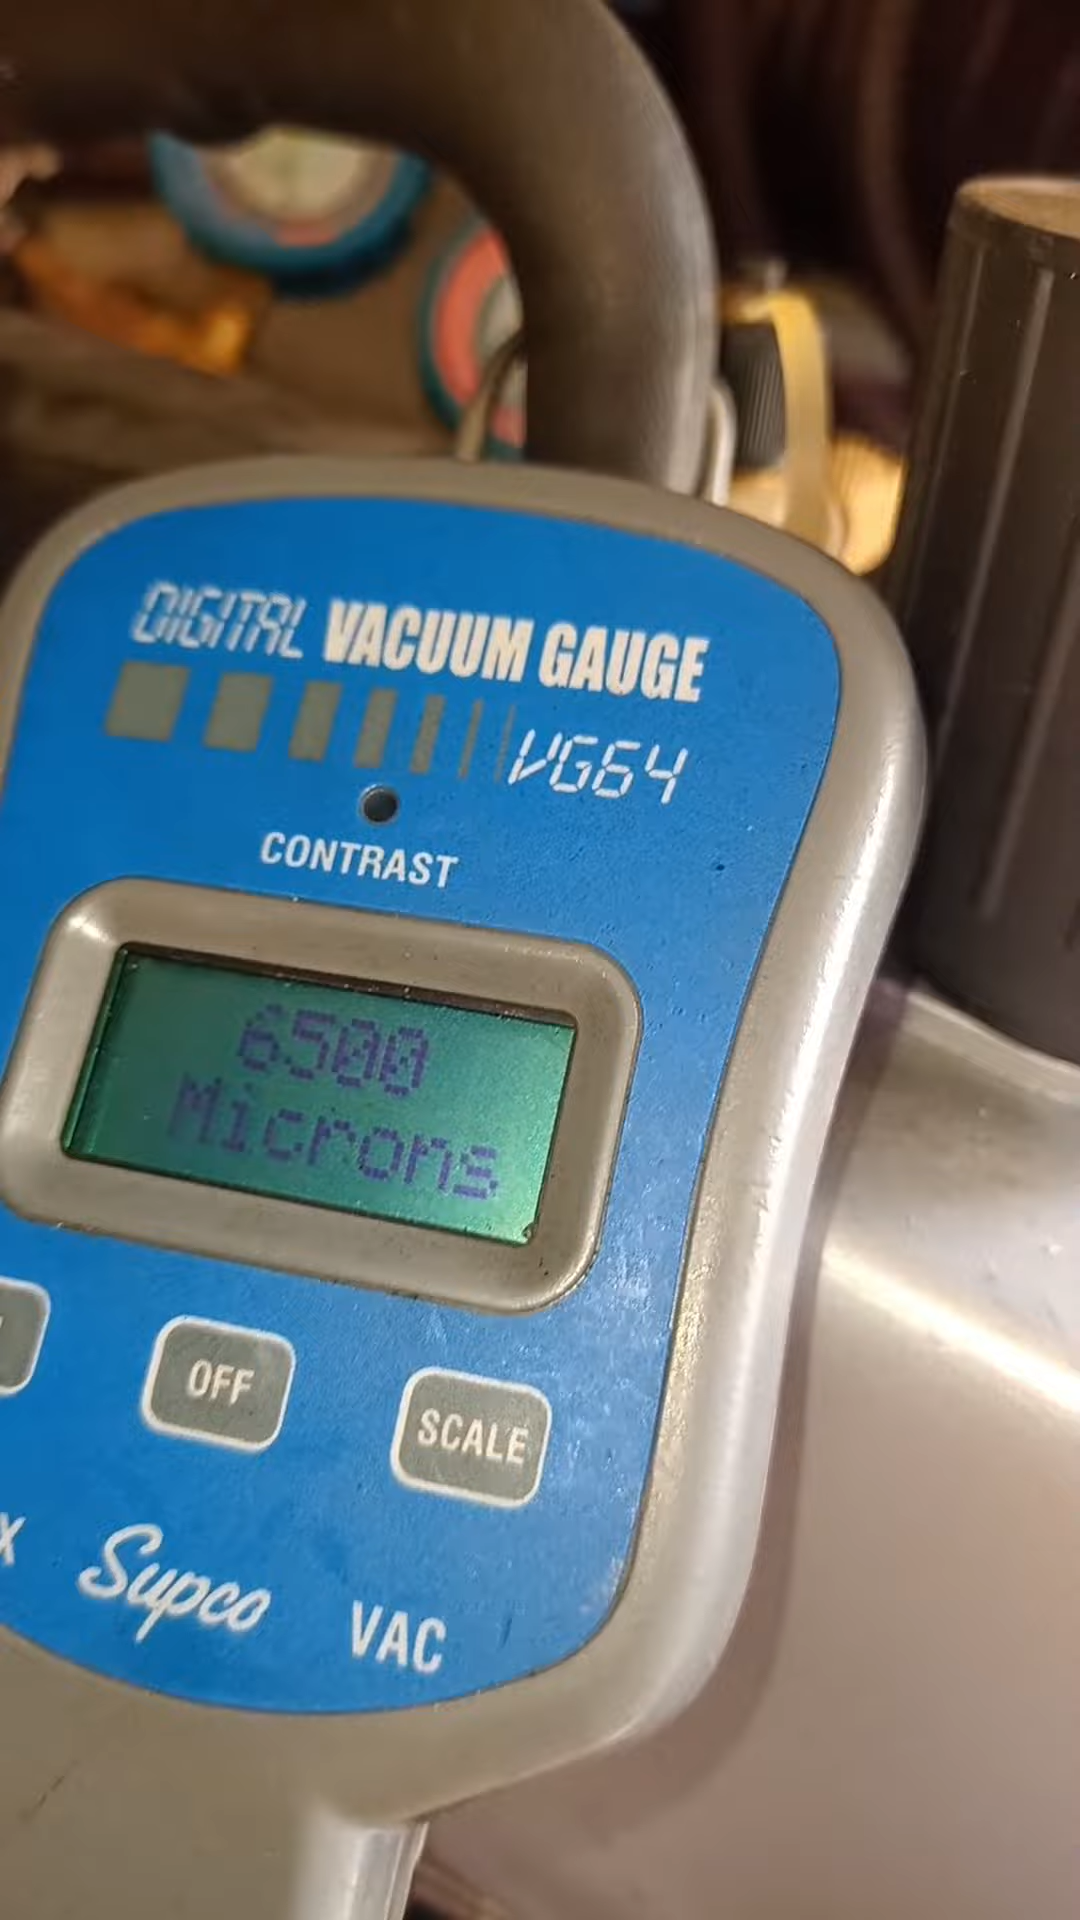 DIGITAL VACUUM GAUGE
VG64
CONTRAST
6500
Microns
OFF
SCALE
Supco
VAC